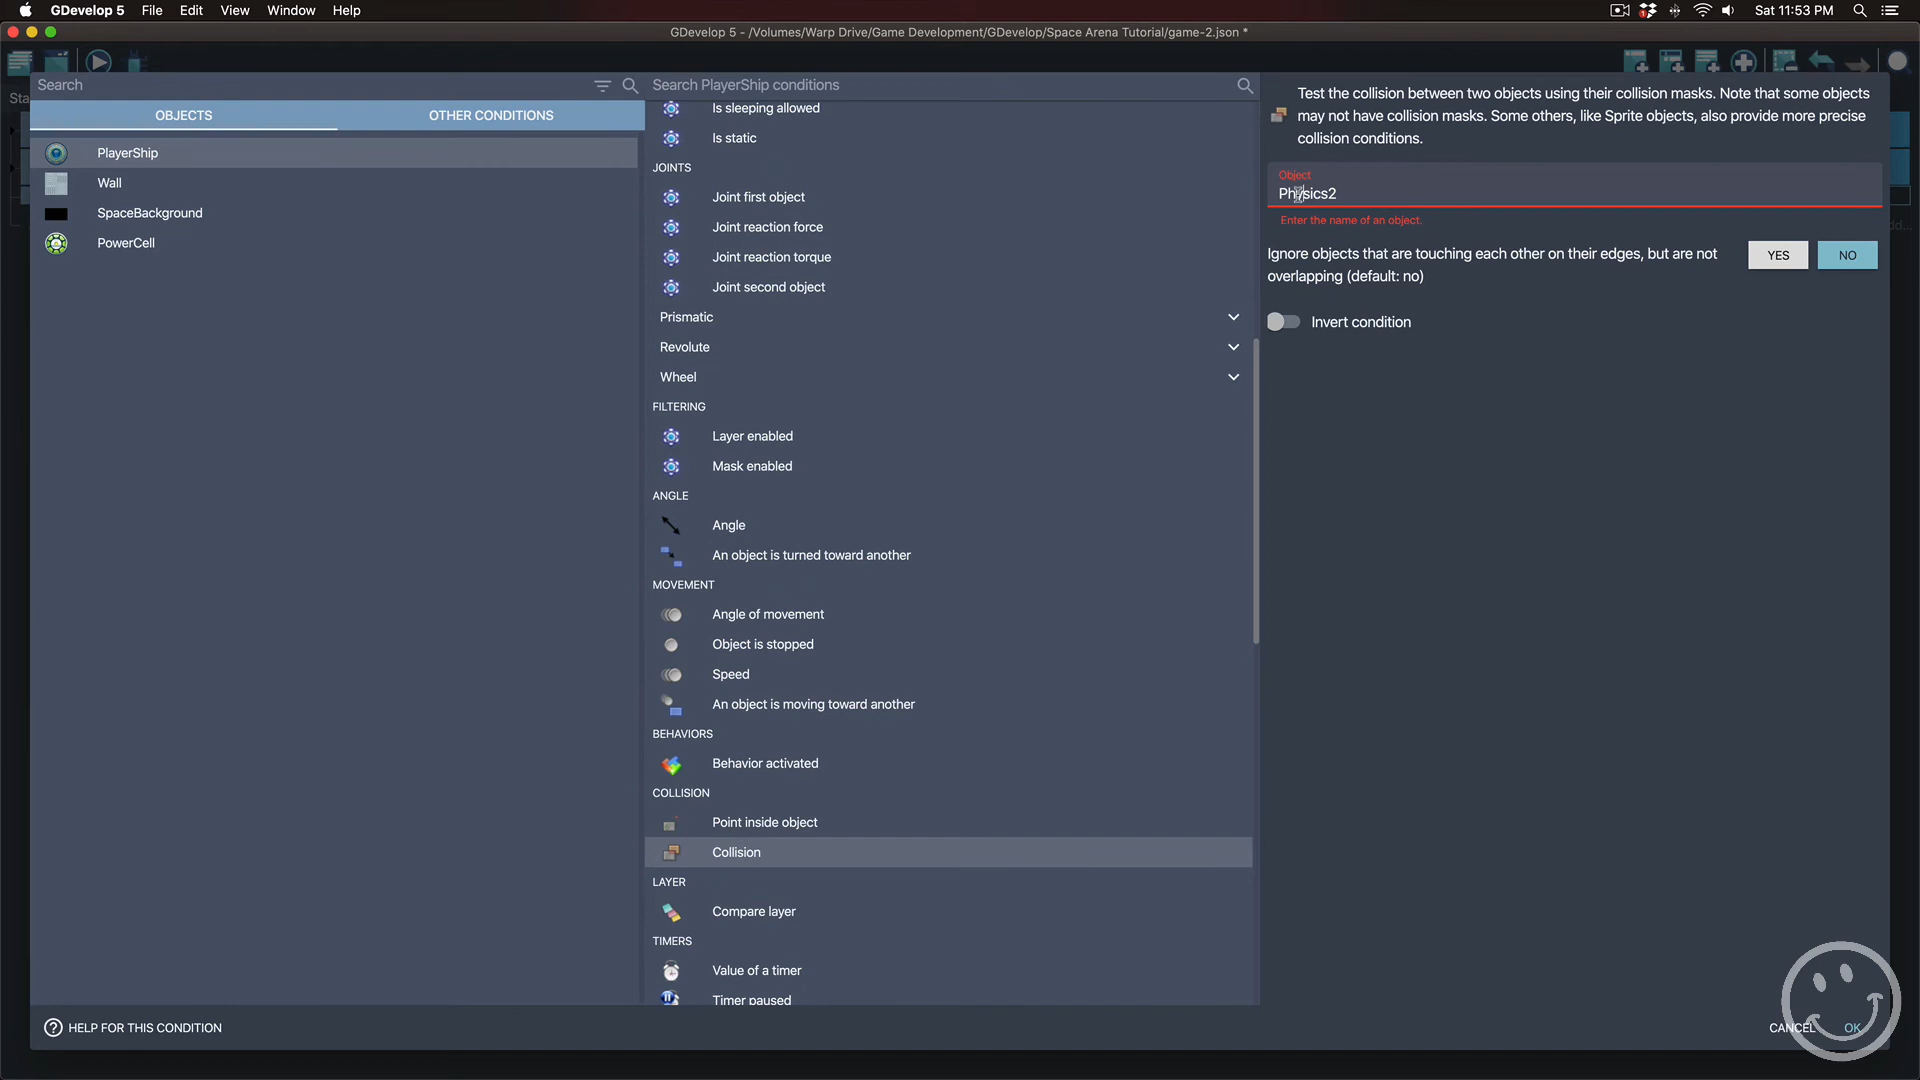 GDevelop 5 File Edit View Window Help
Sat 11:53 PM
GDevelop 5 - /Volumes/Warp Drive/Game Development/GDevelop/Space Arena Tutorial/game-2.json *
Search
OBJECTS
OTHER CONDITIONS
PlayerShip
Wall
SpaceBackground
PowerCell
Search PlayerShip conditions
Is sleeping allowed
Is static
JOINTS
Joint first object
Joint reaction force
Joint reaction torque
Joint second object
Prismatic
Revolute
Wheel
FILTERING
Layer enabled
Mask enabled
ANGLE
Angle
An object is turned toward another
MOVEMENT
Angle of movement
Object is stopped
Speed
An object is moving toward another
BEHAVIORS
Behavior activated
COLLISION
Point inside object
Collision
LAYER
Compare layer
TIMERS
Value of a timer
Timer paused
Test the collision between two objects using their collision masks. Note that some objects
may not have collision masks. Some others, like Sprite objects, also provide more precise
collision conditions.
Object
Physics2
Enter the name of an object.
Ignore objects that are touching each other on their edges, but are not
overlapping (default: no)
YES
NO
Invert condition
HELP FOR THIS CONDITION
CANCEL
OK